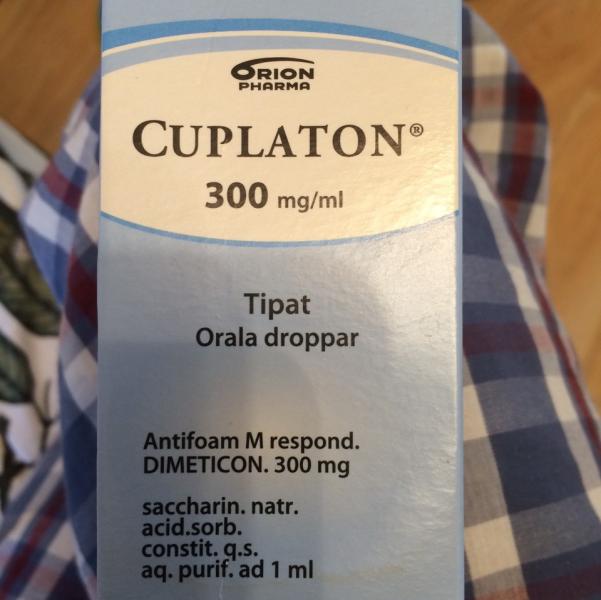 ORION
PHARMA
CUPLATON®
300 mg/ml
Tipat
Orala droppar
Antifoam M respond.
DIMETICON. 300 mg
saccharin. natr.
acid.sorb.
constit. q.s.
aq. purif. ad 1 ml